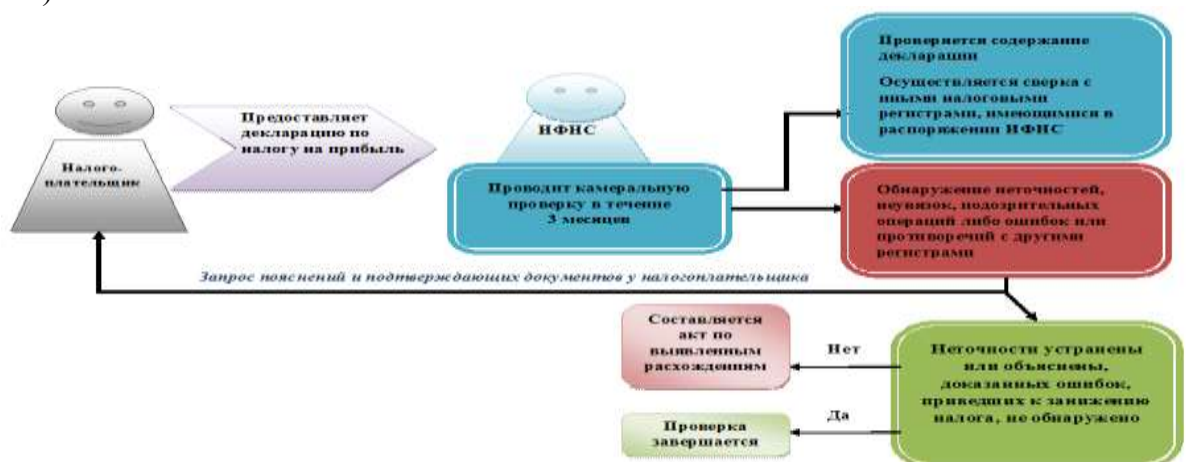 )
Налого-
плательщик
Предоставляет
декларацию по
налогу на прибыль
ИФНС
Проводит камеральную
проверку в течение
3 месяцев
Проверяется содержание
декларации
Осуществляется сверка с
иными налоговыми
регистрами, имеющимися в
распоряжении ИФНС
Обнаружение неточностей,
неувязок, подозрительных
операций либо ошибок или
противоречий с другими
регистрами
Запрос пояснений и подтверждающих документов у налогоплательщика
Составляется
акт по
выявленным
расхождениям
Нет
Неточности устранены
или объяснены,
доказанных ошибок,
приведших к занижению
налога, не обнаружено
Да
Проверка
завершается